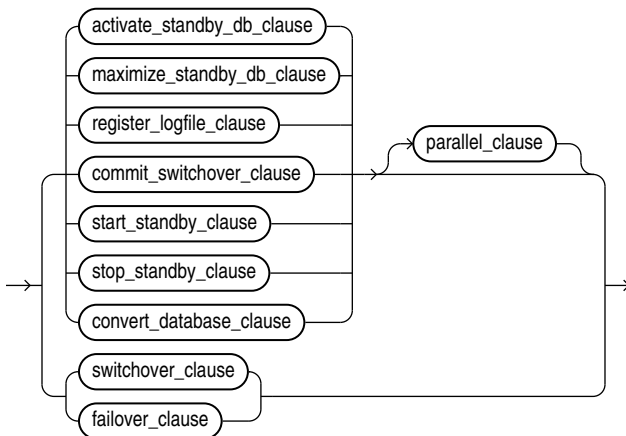 activate_standby_db_clause
maximize_standby_db_clause
register_logfile_clause
parallel_clause
commit_switchover_clause
start_standby_clause
stop_standby_clause
convert_database_clause
switchover_clause
failover_clause